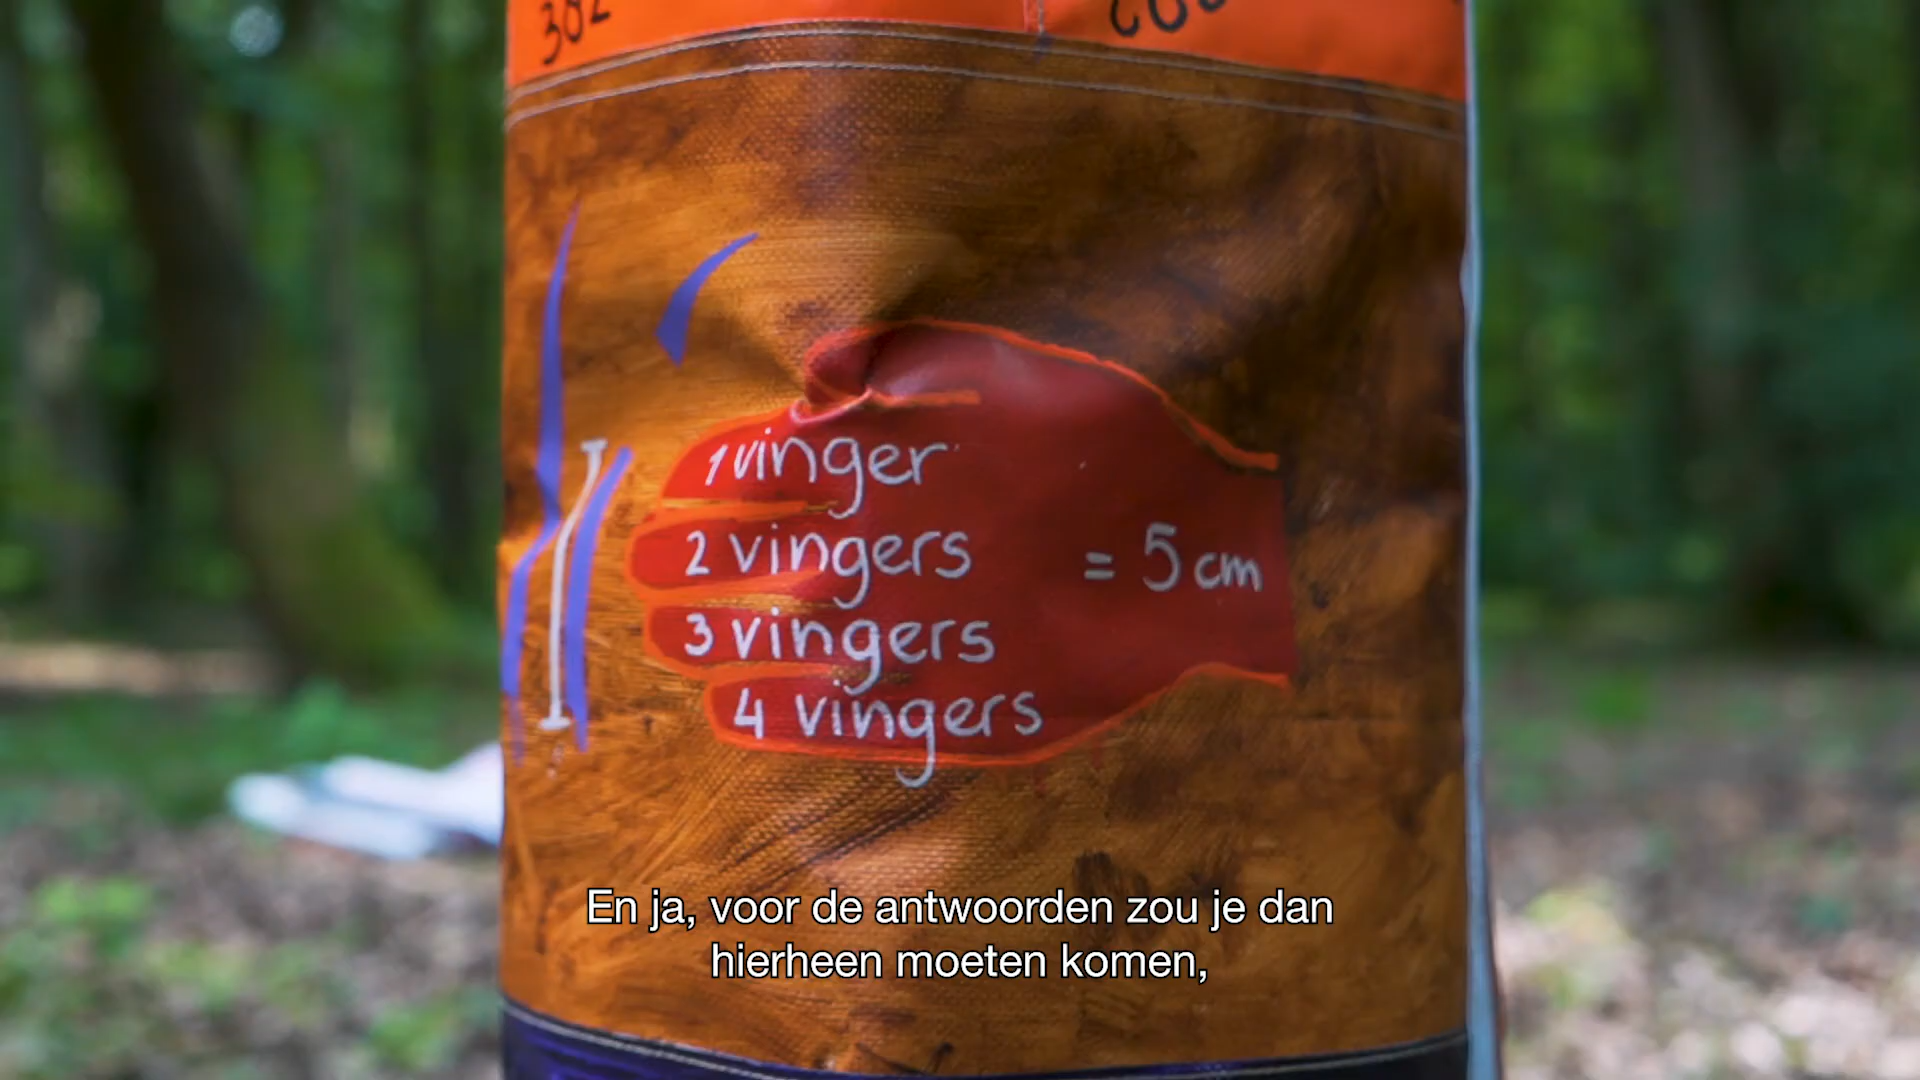 382
1 vinger
2 vingers
= 5 cm
3 vingers
4 vingers
En ja, voor de antwoorden zou je dan
hierheen moeten komen,